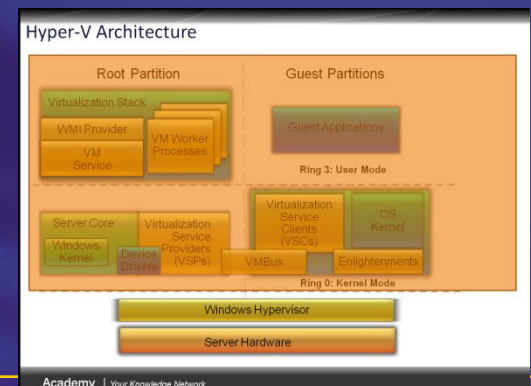 Hyper-V Architecture
Root Partition
Guest Partitions
Virtualization Stack
WMI Provider
VM
Service
VM Worker
Processes
Guest Applications
Ring 3: User Mode
Server Core
Windows
Kernel
Device
Drivers
Virtualization
Service
Providers
(VSPs)
VMBus
Virtualization
Service
Clients
(VSCs)
OS
Kernel
Enlightenments
Ring 0: Kernel Mode
Windows Hypervisor
Server Hardware
Academy | Your Knowledge Network